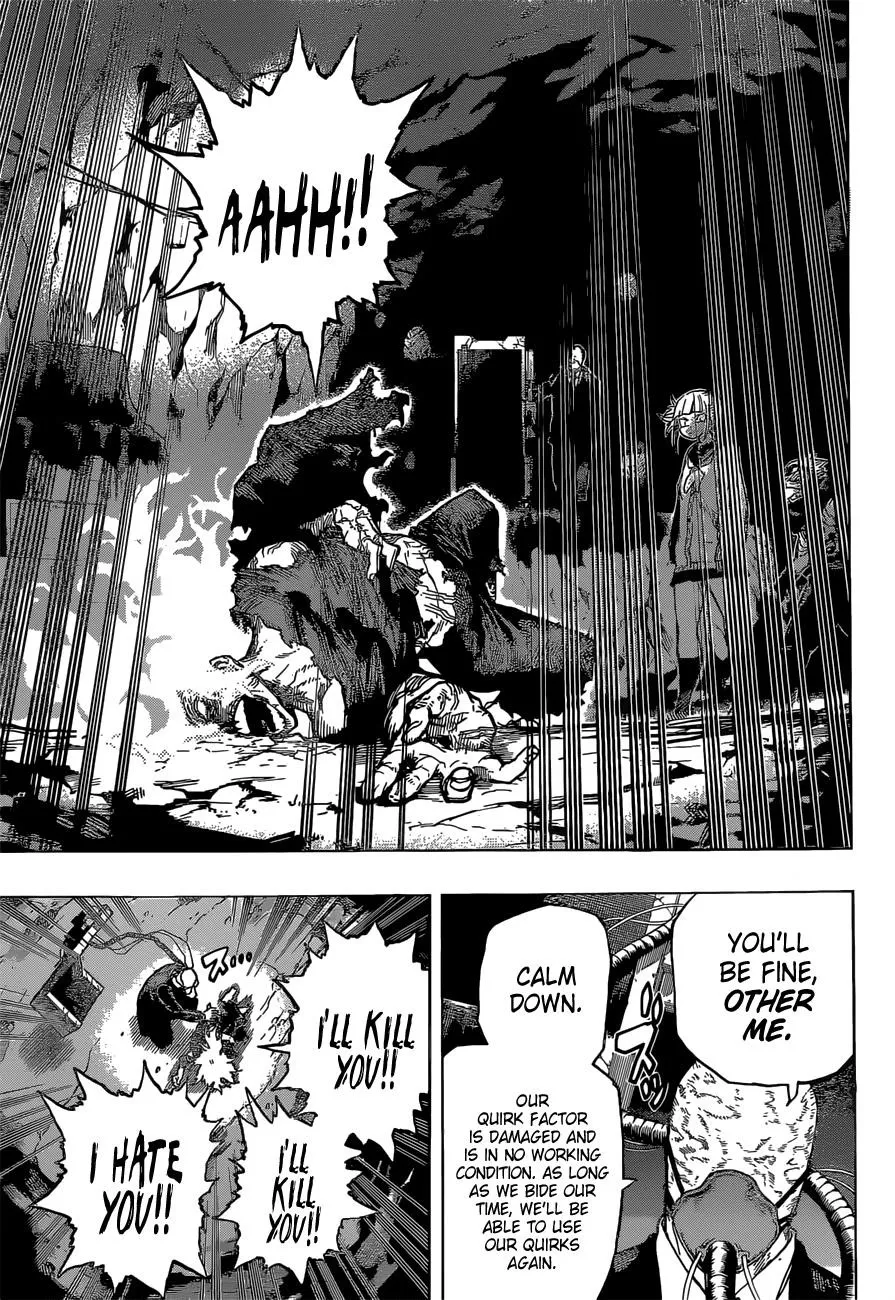 AAHH!!
YOU'LL
BE FINE,
OTHER
ME.
CALM
DOWN.
OUR
QUIRK FACTOR
IS DAMAGED AND
IS IN NO WORKING
CONDITION. AS LONG
AS WE BIDE OUR
TIME, WE'LL BE
ABLE TO USE
OUR QUIRKS
AGAIN.
I'LL KILL
YOU!!
I'LL
KILL
YOU!!
I HATE
YOU!!